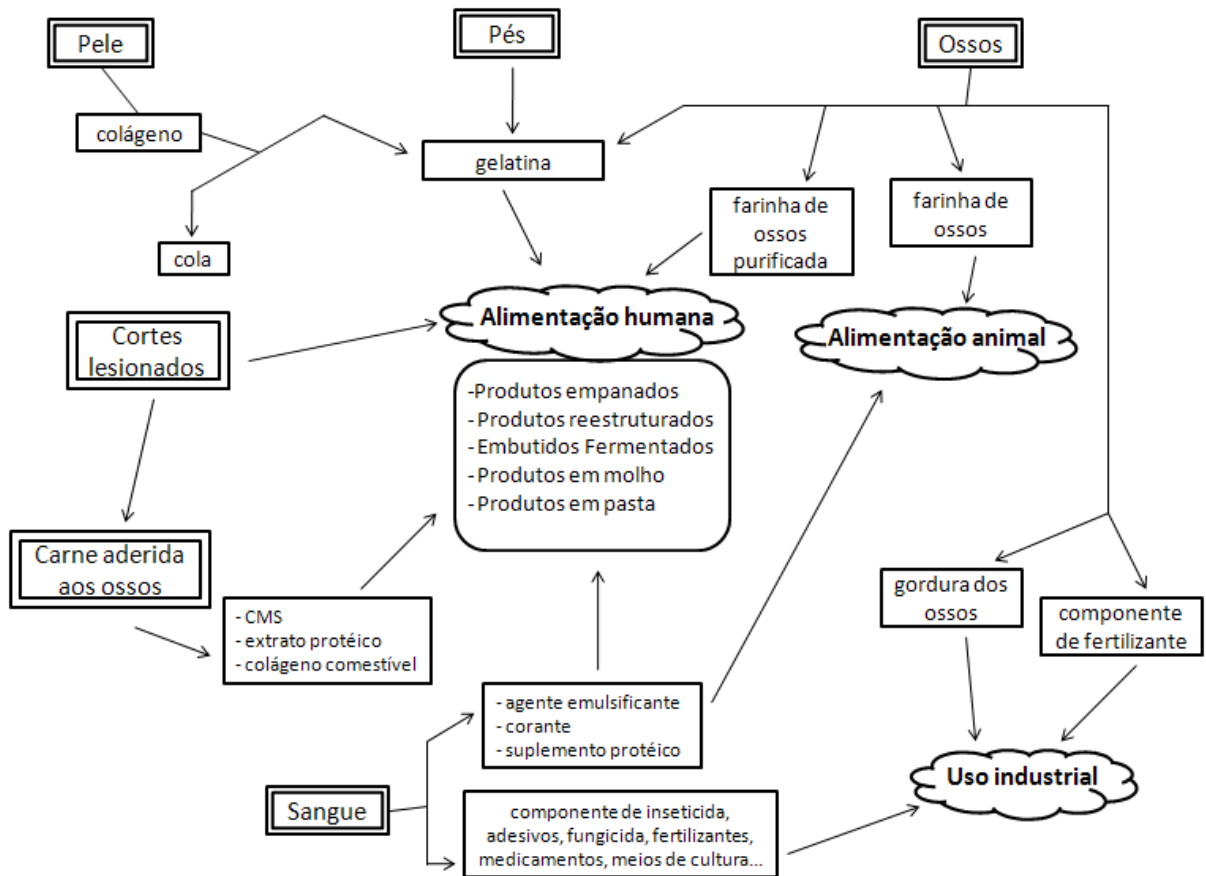 Pele
Pés
Ossos
colágeno
gelatina
farinha de
ossos
purificada
farinha de
ossos
cola
Alimentação humana
Alimentação animal
Cortes
lesionados
-Produtos empanados
-Produtos reestruturados
-Embutidos Fermentados
-Produtos em molho
-Produtos em pasta
Carne aderida
aos ossos
- CMS
- extrato protéico
- colágeno comestível
gordura dos
ossos
componente
de fertilizante
- agente emulsificante
- corante
- suplemento protéico
Uso industrial
Sangue
componente de inseticida,
adesivos, fungicida, fertilizantes,
medicamentos, meios de cultura...